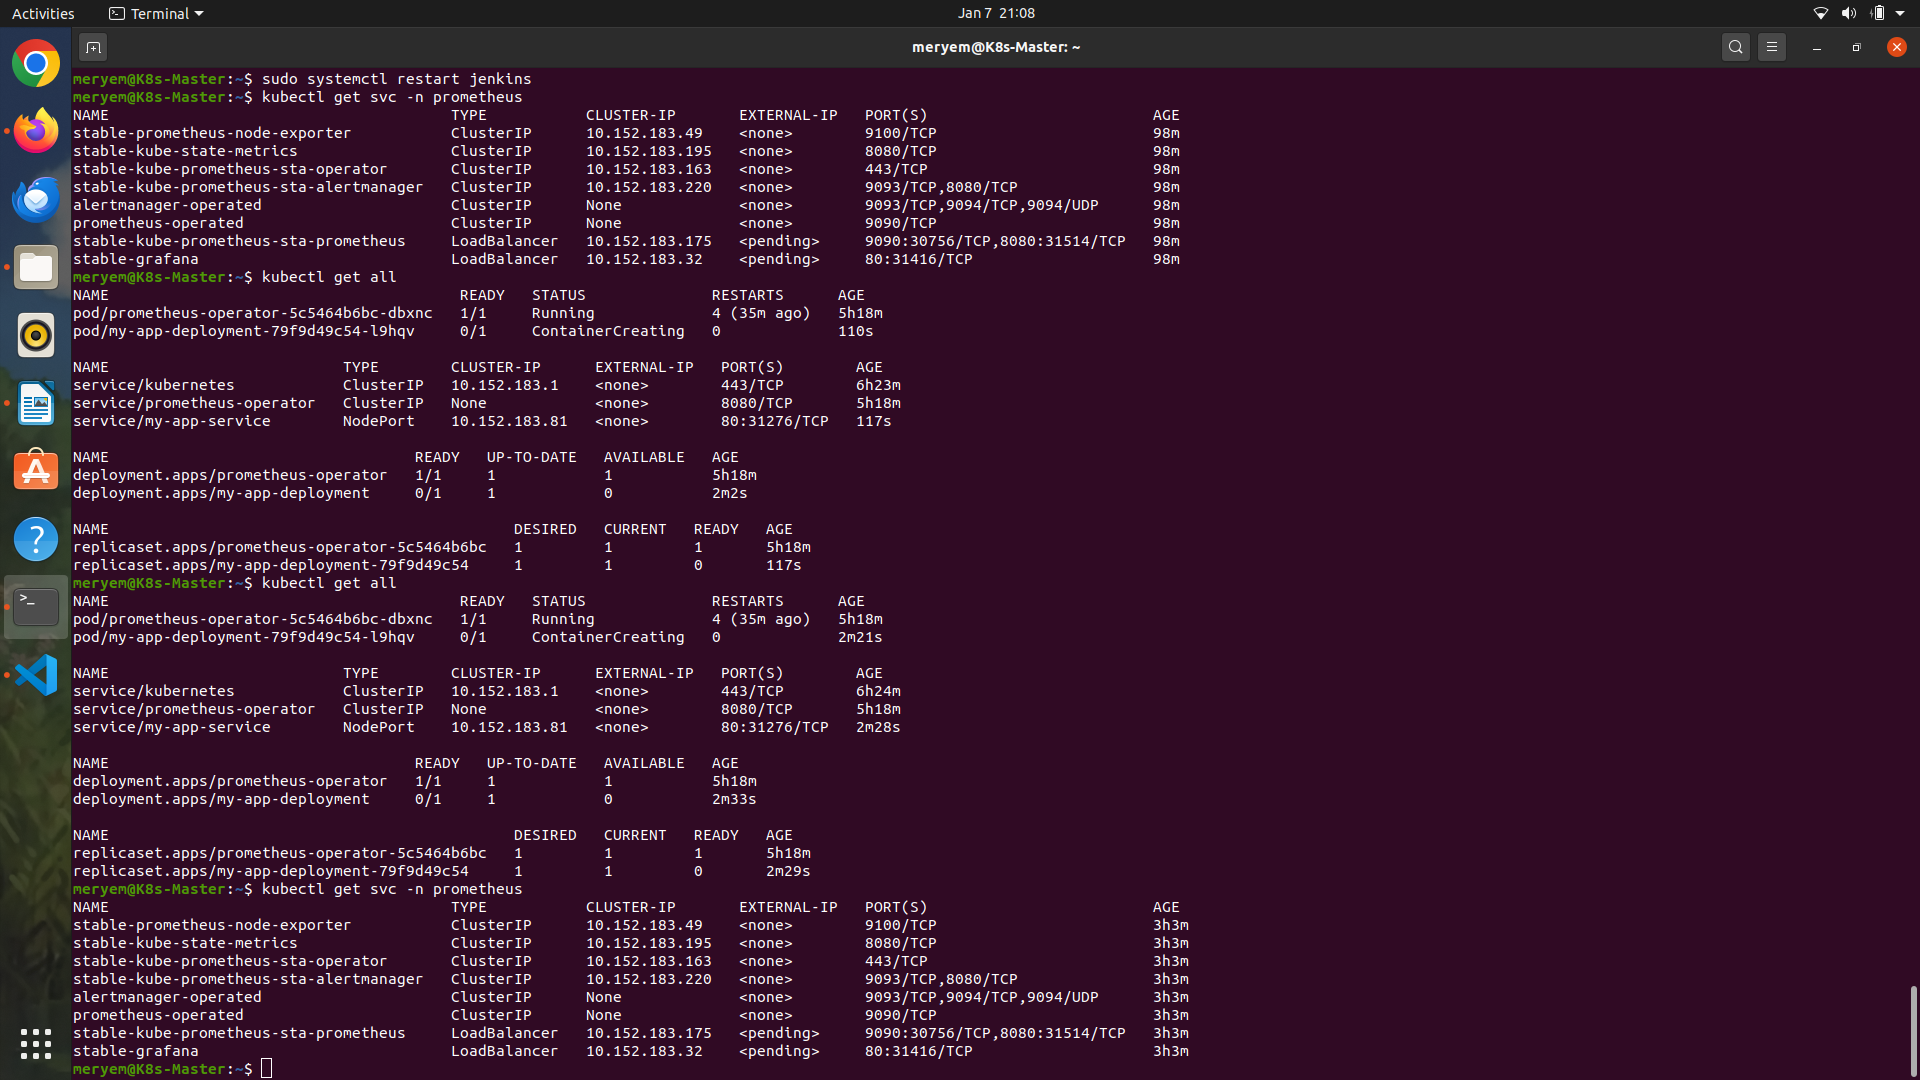 Activities
Terminal
Jan 7 21:08
meryem@K8s-Master: ~
meryem@K8s-Master:~$ sudo systemctl restart jenkins
meryem@K8s-Master:~$ kubectl get svc -n prometheus
NAME TYPE CLUSTER-IP EXTERNAL-IP PORT(S) AGE
stable-prometheus-node-exporter ClusterIP 10.152.183.49 <none> 9100/TCP 98m
stable-kube-state-metrics ClusterIP 10.152.183.195 <none> 8080/TCP 98m
stable-kube-prometheus-sta-operator ClusterIP 10.152.183.163 <none> 443/TCP 98m
stable-kube-prometheus-sta-alertmanager ClusterIP 10.152.183.220 <none> 9093/TCP,8080/TCP 98m
alertmanager-operated ClusterIP None <none> 9093/TCP,9094/TCP,9094/UDP 98m
prometheus-operated ClusterIP None <none> 9090/TCP 98m
stable-kube-prometheus-sta-prometheus LoadBalancer 10.152.183.175 <pending> 9090:30756/TCP,8080:31514/TCP 98m
stable-grafana LoadBalancer 10.152.183.32 <pending> 80:31416/TCP 98m
meryem@K8s-Master:~$ kubectl get all
NAME READY STATUS RESTARTS AGE
pod/prometheus-operator-5c5464b6bc-dbxnc 1/1 Running 4 (35m ago) 5h18m
pod/my-app-deployment-79f9d49c54-l9hqv 0/1 ContainerCreating 0 110s
NAME TYPE CLUSTER-IP EXTERNAL-IP PORT(S) AGE
service/kubernetes ClusterIP 10.152.183.1 <none> 443/TCP 6h23m
service/prometheus-operator ClusterIP None <none> 8080/TCP 5h18m
service/my-app-service NodePort 10.152.183.81 <none> 80:31276/TCP 117s
NAME READY UP-TO-DATE AVAILABLE AGE
deployment.apps/prometheus-operator 1/1 1 1 5h18m
deployment.apps/my-app-deployment 0/1 1 0 2m2s
NAME DESIRED CURRENT READY AGE
replicaset.apps/prometheus-operator-5c5464b6bc 1 1 1 5h18m
replicaset.apps/my-app-deployment-79f9d49c54 1 1 0 117s
meryem@K8s-Master:~$ kubectl get all
NAME READY STATUS RESTARTS AGE
pod/prometheus-operator-5c5464b6bc-dbxnc 1/1 Running 4 (35m ago) 5h18m
pod/my-app-deployment-79f9d49c54-l9hqv 0/1 ContainerCreating 0 2m21s
NAME TYPE CLUSTER-IP EXTERNAL-IP PORT(S) AGE
service/kubernetes ClusterIP 10.152.183.1 <none> 443/TCP 6h24m
service/prometheus-operator ClusterIP None <none> 8080/TCP 5h18m
service/my-app-service NodePort 10.152.183.81 <none> 80:31276/TCP 2m28s
NAME READY UP-TO-DATE AVAILABLE AGE
deployment.apps/prometheus-operator 1/1 1 1 5h18m
deployment.apps/my-app-deployment 0/1 1 0 2m33s
NAME DESIRED CURRENT READY AGE
replicaset.apps/prometheus-operator-5c5464b6bc 1 1 1 5h18m
replicaset.apps/my-app-deployment-79f9d49c54 1 1 0 2m29s
meryem@K8s-Master:~$ kubectl get svc -n prometheus
NAME TYPE CLUSTER-IP EXTERNAL-IP PORT(S) AGE
stable-prometheus-node-exporter ClusterIP 10.152.183.49 <none> 9100/TCP 3h3m
stable-kube-state-metrics ClusterIP 10.152.183.195 <none> 8080/TCP 3h3m
stable-kube-prometheus-sta-operator ClusterIP 10.152.183.163 <none> 443/TCP 3h3m
stable-kube-prometheus-sta-alertmanager ClusterIP 10.152.183.220 <none> 9093/TCP,8080/TCP 3h3m
alertmanager-operated ClusterIP None <none> 9093/TCP,9094/TCP,9094/UDP 3h3m
prometheus-operated ClusterIP None <none> 9090/TCP 3h3m
stable-kube-prometheus-sta-prometheus LoadBalancer 10.152.183.175 <pending> 9090:30756/TCP,8080:31514/TCP 3h3m
stable-grafana LoadBalancer 10.152.183.32 <pending> 80:31416/TCP 3h3m
meryem@K8s-Master:~$